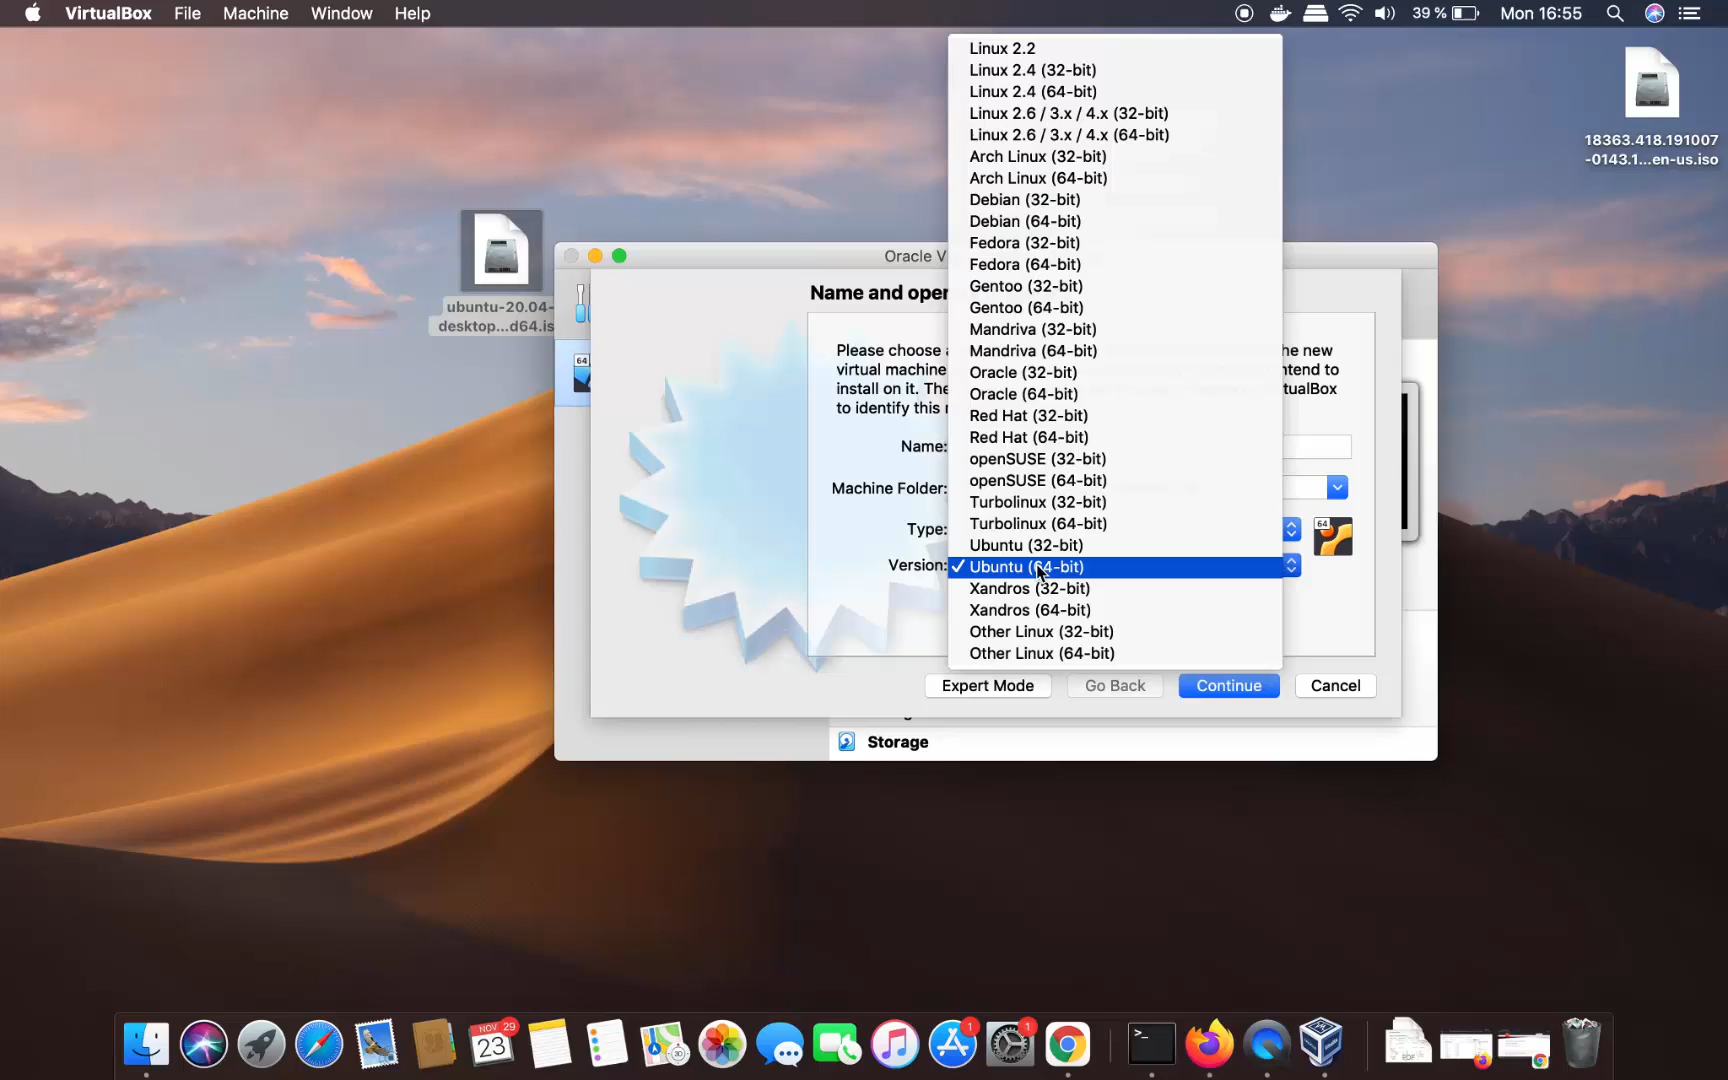 VirtualBox File Machine Window Help
39 % Mon 16:55
18363.418.191007
-0143.1...en-us.iso
ubuntu-20.04-
desktop...d64.is
Oracle V
Name and oper
Please choose a
he new
virtual machine
ntend to
install on it. The
tualBox
to identify this
Name:
Machine Folder:
Type:
Version:
64
64
Linux 2.2
Linux 2.4 (32-bit)
Linux 2.4 (64-bit)
Linux 2.6 / 3.x / 4.x (32-bit)
Linux 2.6 / 3.x / 4.x (64-bit)
Arch Linux (32-bit)
Arch Linux (64-bit)
Debian (32-bit)
Debian (64-bit)
Fedora (32-bit)
Fedora (64-bit)
Gentoo (32-bit)
Gentoo (64-bit)
Mandriva (32-bit)
Mandriva (64-bit)
Oracle (32-bit)
Oracle (64-bit)
Red Hat (32-bit)
Red Hat (64-bit)
openSUSE (32-bit)
openSUSE (64-bit)
Turbolinux (32-bit)
Turbolinux (64-bit)
Ubuntu (32-bit)
✓ Ubuntu (64-bit)
Xandros (32-bit)
Xandros (64-bit)
Other Linux (32-bit)
Other Linux (64-bit)
Expert Mode Go Back Continue Cancel
Storage
NOV 29
23
1
1
PDF